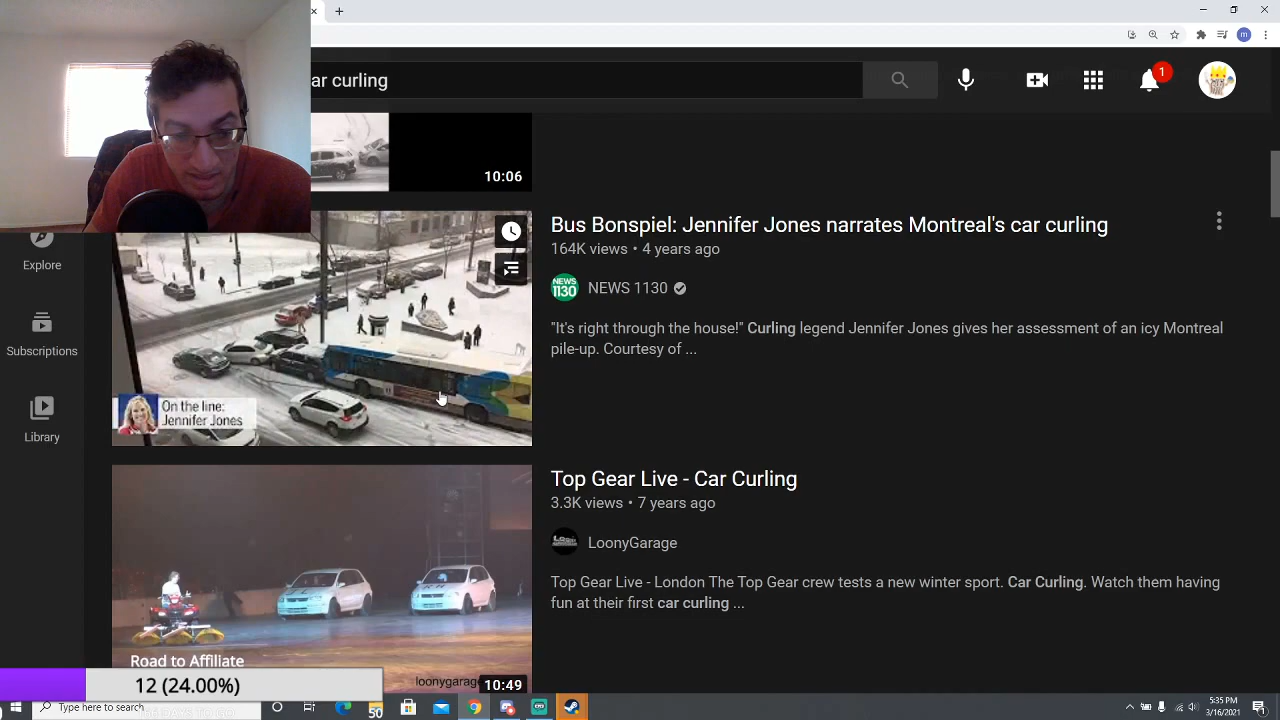 ar curling
1
10:06
Bus Bonspiel: Jennifer Jones narrates Montreal's car curling
164K views • 4 years ago
NEWS
1130
NEWS 1130
"It's right through the house!" Curling legend Jennifer Jones gives her assessment of an icy Montreal
pile-up. Courtesy of ...
On the line:
Jennifer Jones
Explore
Subscriptions
Library
Top Gear Live - Car Curling
3.3K views • 7 years ago
LoonyGarage
Top Gear Live - London The Top Gear crew tests a new winter sport. Car Curling. Watch them having
fun at their first car curling ...
Road to Affiliate
12 (24.00%)
loonygarage
10:49
Type here to search
50
5:35 PM
3/16/2021
m